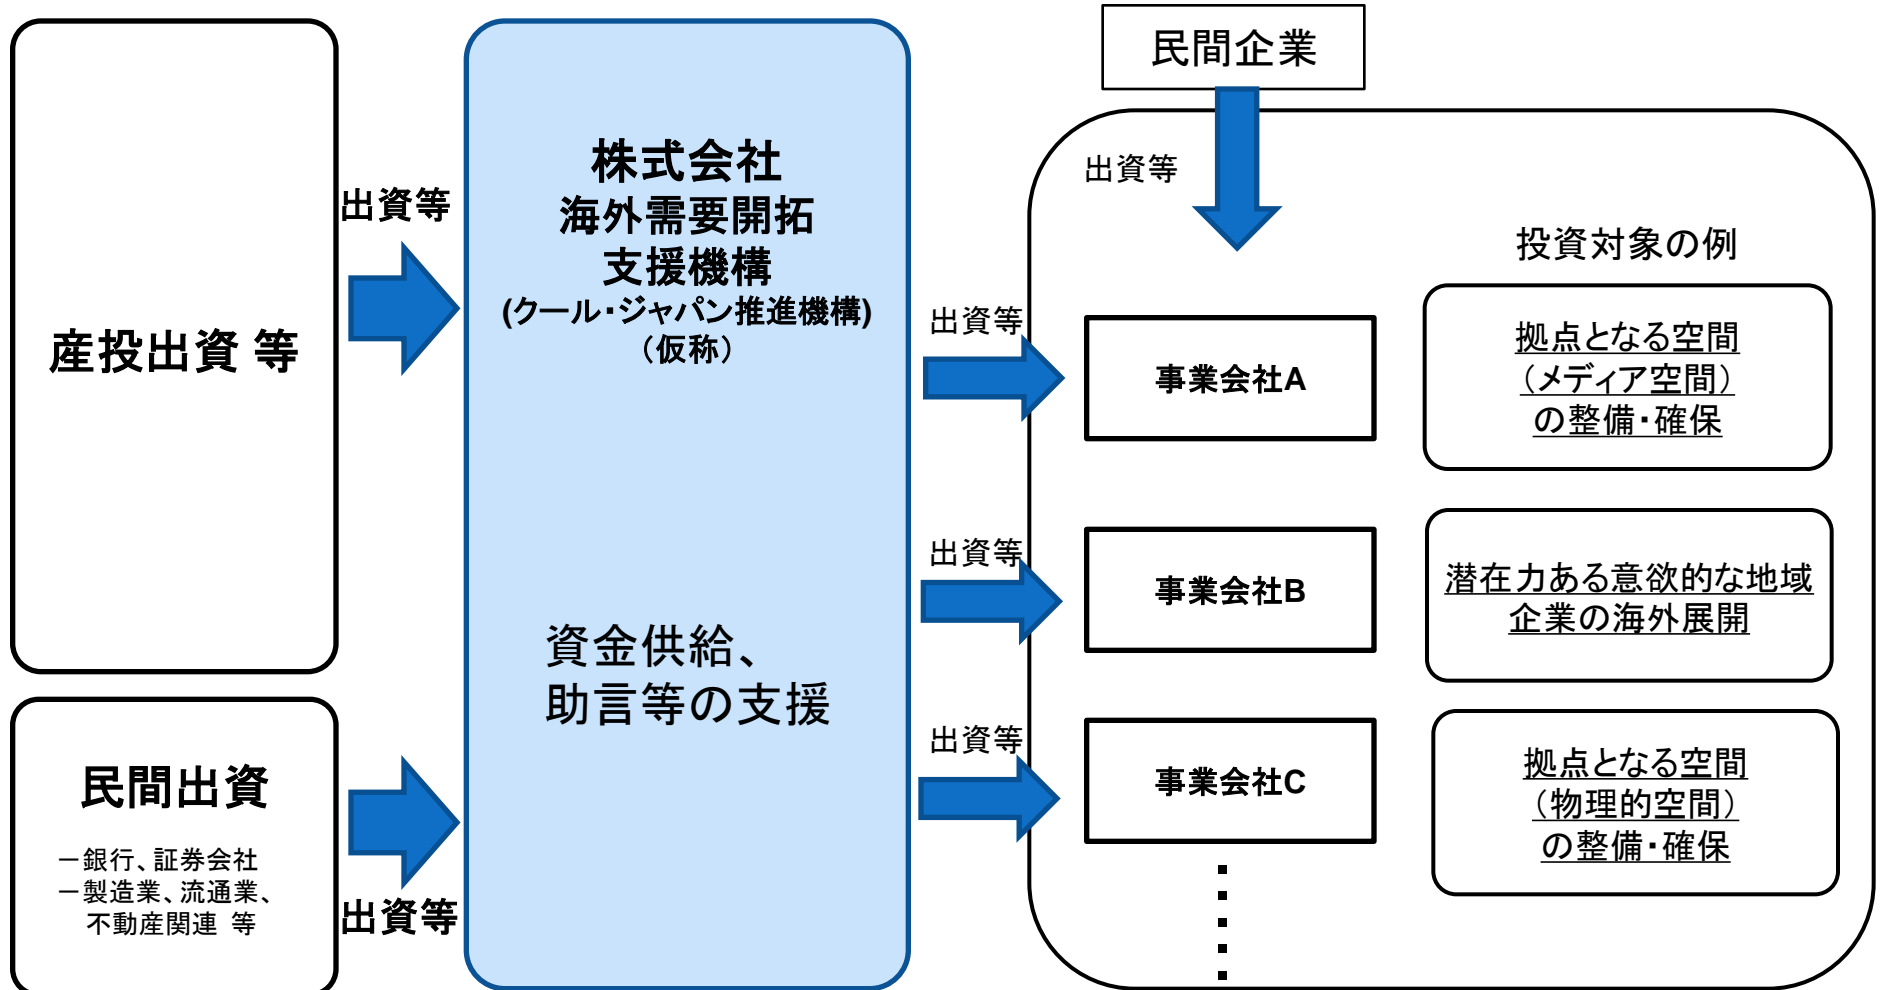 産投出資 等
民間出資
－銀行、証券会社
－製造業、流通業、
不動産関連 等
出資等
出資等
株式会社
海外需要開拓
支援機構
(クール・ジャパン推進機構)
（仮称）
資金供給、
助言等の支援
民間企業
出資等
投資対象の例
出資等
事業会社A
拠点となる空間
（メディア空間）
の整備・確保
出資等
事業会社B
潜在力ある意欲的な地域
企業の海外展開
出資等
事業会社C
拠点となる空間
（物理的空間）
の整備・確保